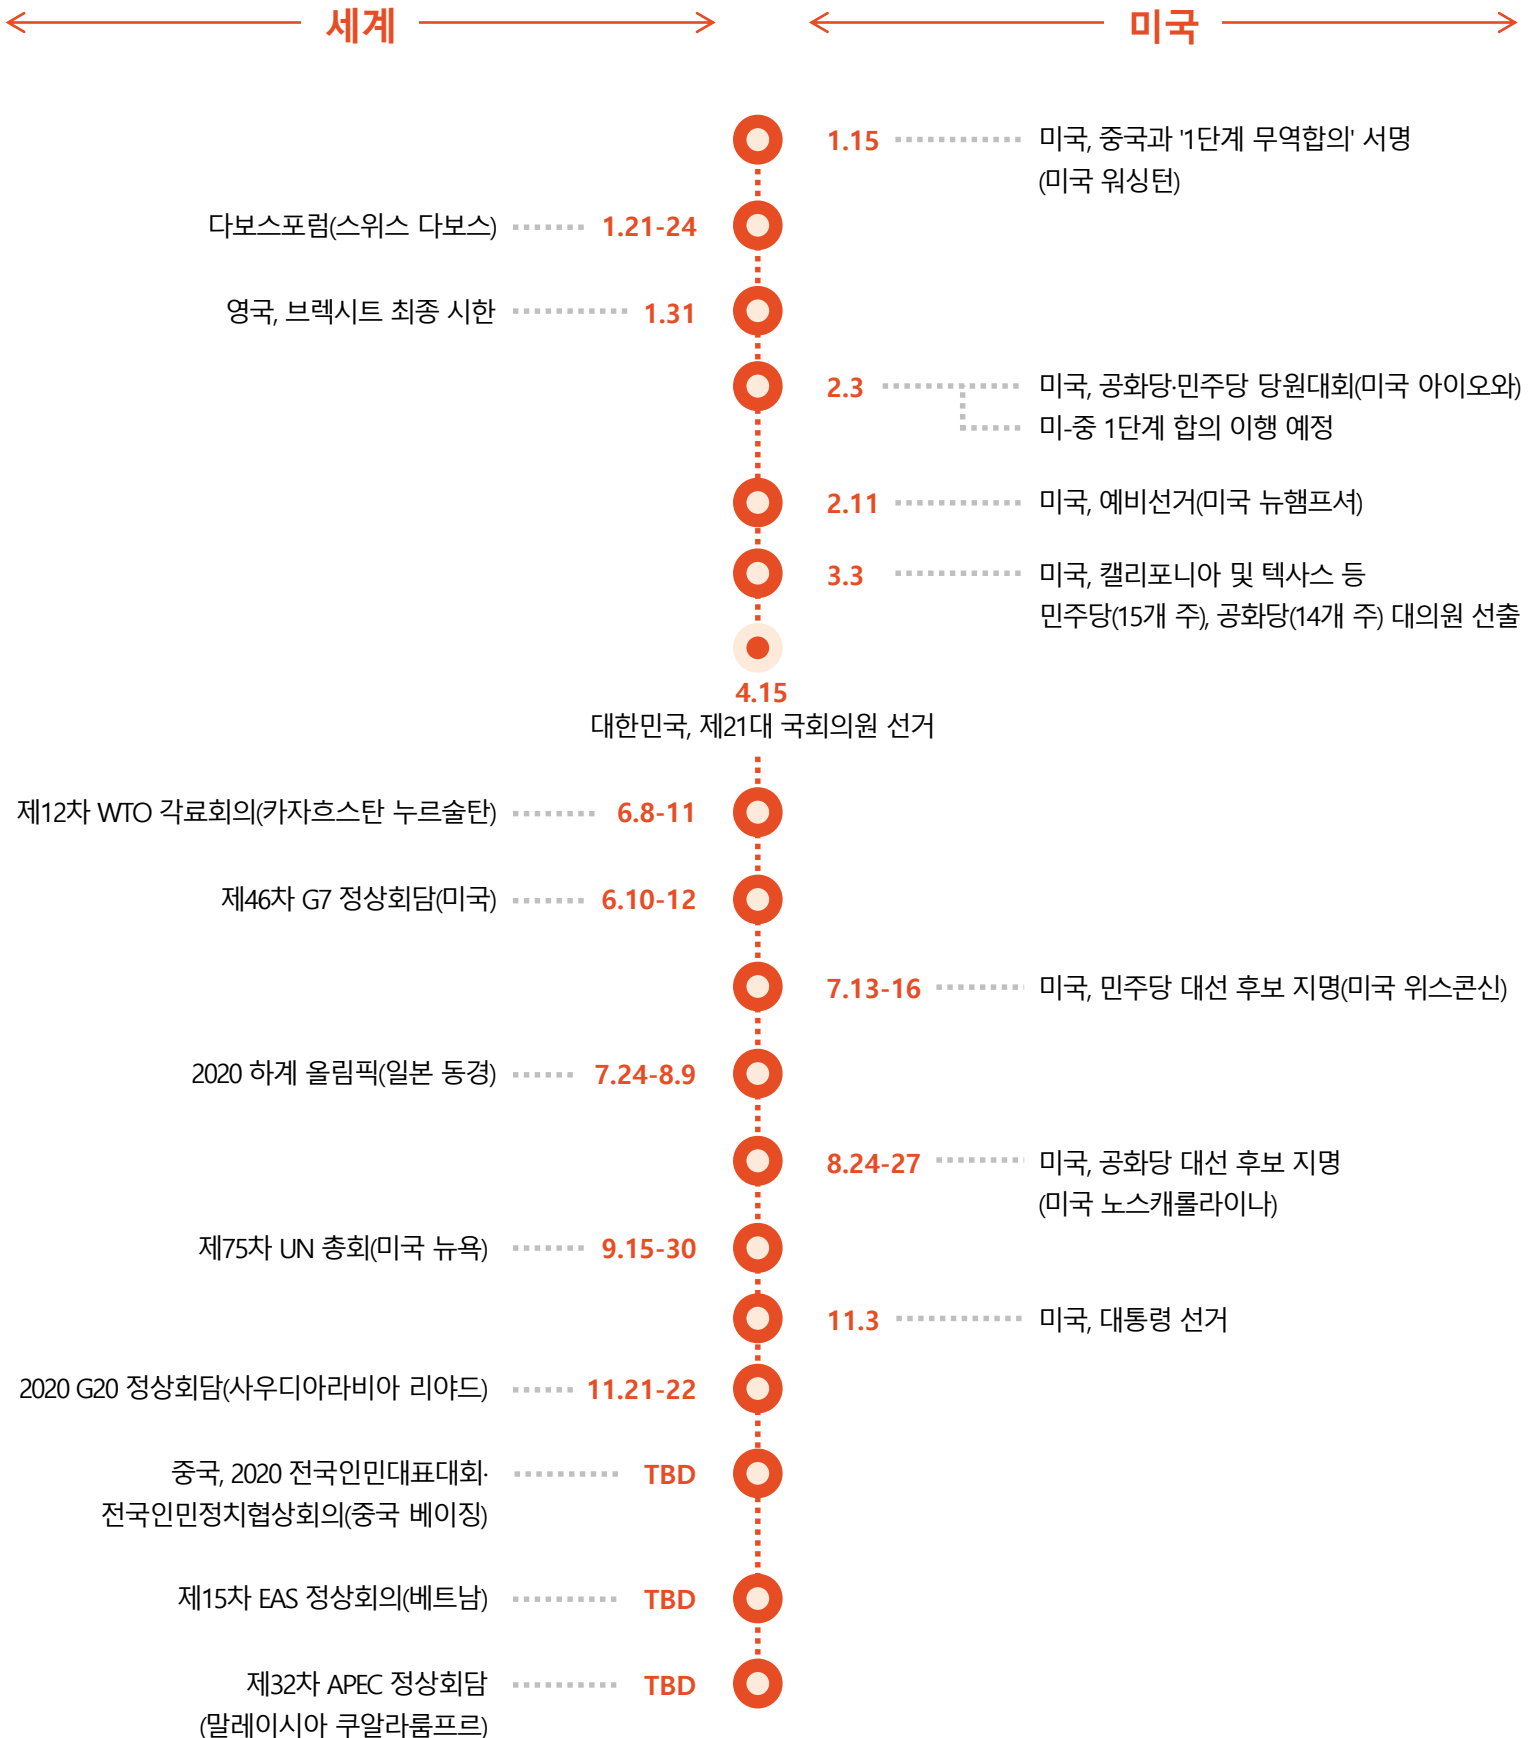 세계
미국
1.15
미국, 중국과 '1단계 무역합의' 서명
(미국 워싱턴)
다보스포럼(스위스 다보스)
1.21-24
영국, 브렉시트 최종 시한
1.31
2.3
미국, 공화당·민주당 당원대회(미국 아이오와)
미-중 1단계 합의 이행 예정
2.11
미국, 예비선거(미국 뉴햄프셔)
3.3
미국, 캘리포니아 및 텍사스 등
민주당(15개 주), 공화당(14개 주) 대의원 선출
4.15
대한민국, 제21대 국회의원 선거
제12차 WTO 각료회의(카자흐스탄 누르술탄)
6.8-11
제46차 G7 정상회담(미국)
6.10-12
7.13-16
미국, 민주당 대선 후보 지명(미국 위스콘신)
2020 하계 올림픽(일본 동경)
7.24-8.9
8.24-27
미국, 공화당 대선 후보 지명
(미국 노스캐롤라이나)
제75차 UN 총회(미국 뉴욕)
9.15-30
11.3
미국, 대통령 선거
2020 G20 정상회담(사우디아라비아 리야드)
11.21-22
중국, 2020 전국인민대표대회·
전국인민정치협상회의(중국 베이징)
TBD
제15차 EAS 정상회의(베트남)
TBD
제32차 APEC 정상회담
(말레이시아 쿠알라룸프르)
TBD